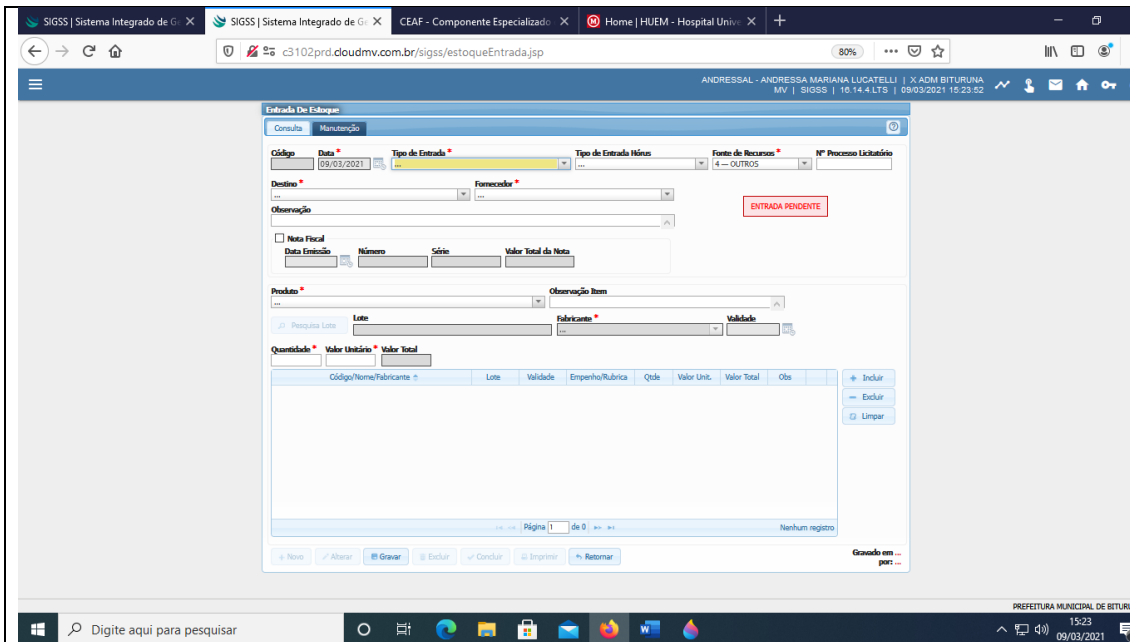 SIGSS | Sistema Integrado de Ge
SIGSS | Sistema Integrado de Ge
CEAF - Componente Especializado
Home | HUEM - Hospital Unive
c3102prd.cloudmv.com.br/sigss/estoqueEntrada.jsp
80%
ANDRESSAL - ANDRESSA MARIANA LUCATELLI | X ADM BITURUNA
MV | SIGSS | 16.14.4.LTS | 09/03/2021 15:23:52
Entrada De Estoque
Consulta Manutenção
Código Data * Tipo de Entrada * Tipo de Entrada Hórus Fonte de Recursos * Nº Processo Licitatório
09/03/2021 ... ... 4 — OUTROS
Destino * Fornecedor *
... ...
ENTRADA PENDENTE
Observação
Nota Fiscal
Data Emissão Número Série Valor Total da Nota
Produto * Observação Item
...
Pesquisa Lote Lote Fabricante * Validade
...
Quantidade * Valor Unitário * Valor Total
Código/Nome/Fabricante Lote Validade Empenho/Rubrica Qtde Valor Unit. Valor Total Obs
Incluir
Excluir
Limpar
Página 1 de 0 Nenhum registro
Novo Alterar Gravar Excluir Concluir Imprimir Retornar
Gravado em ...
por: ...
PREFEITURA MUNICIPAL DE BITURU
Digite aqui para pesquisar
15:23
09/03/2021